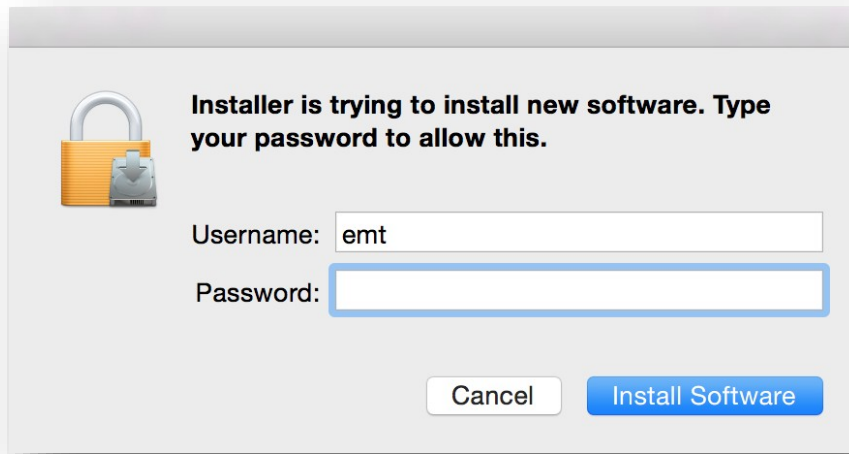 Installer is trying to install new software. Type
your password to allow this.
Username: emt
Password:
Cancel Install Software